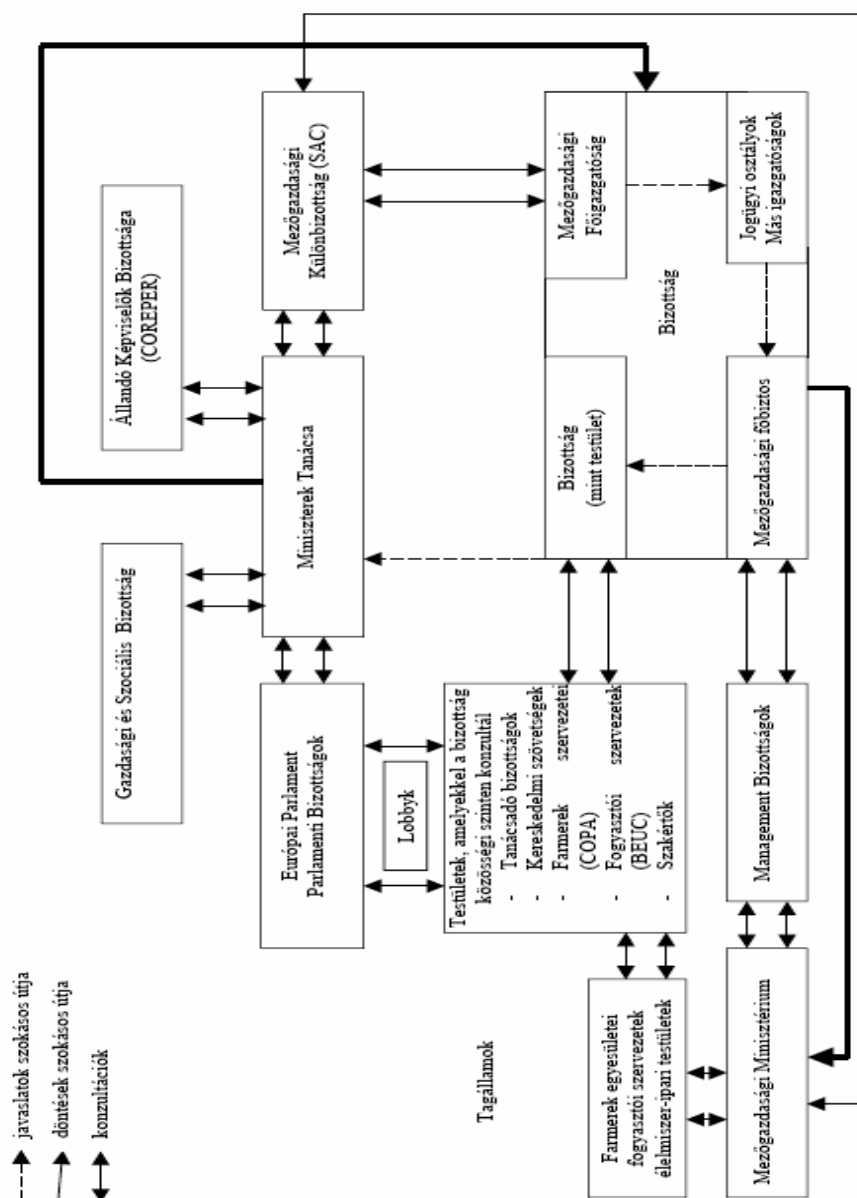 Gazdasági és Szociális Bizottság
Állandó Képviselők Bizottsága
(COREPER)
Európai Parlament
Parlamenti Bizottságok
Miniszterek Tanácsa
Mezőgazdasági
Különbizottság (SAC)
Lobbyk
Testületek, amelyekkel a bizottság
közösségi szinten konzultál
- Tanácsadó bizottságok
- Kereskedelmi szövetségek
- Farmerek szervezetei
(COPA)
- Fogyasztói szervezetek
(BEUC)
- Szakértők
Bizottság
(mint testület)
Mezőgazdasági
Főigazgatóság
Bizottság
Tagállamok
Farmerek egyesületei
fogyasztói szervezetek
élelmiszer-ipari testületek
Mezőgazdasági Minisztérium
Management Bizottságok
Mezőgazdasági főbiztos
Jogügyi osztályok
Más igazgatóságok
javaslatok szokásos útja
döntések szokásos útja
konzultációk